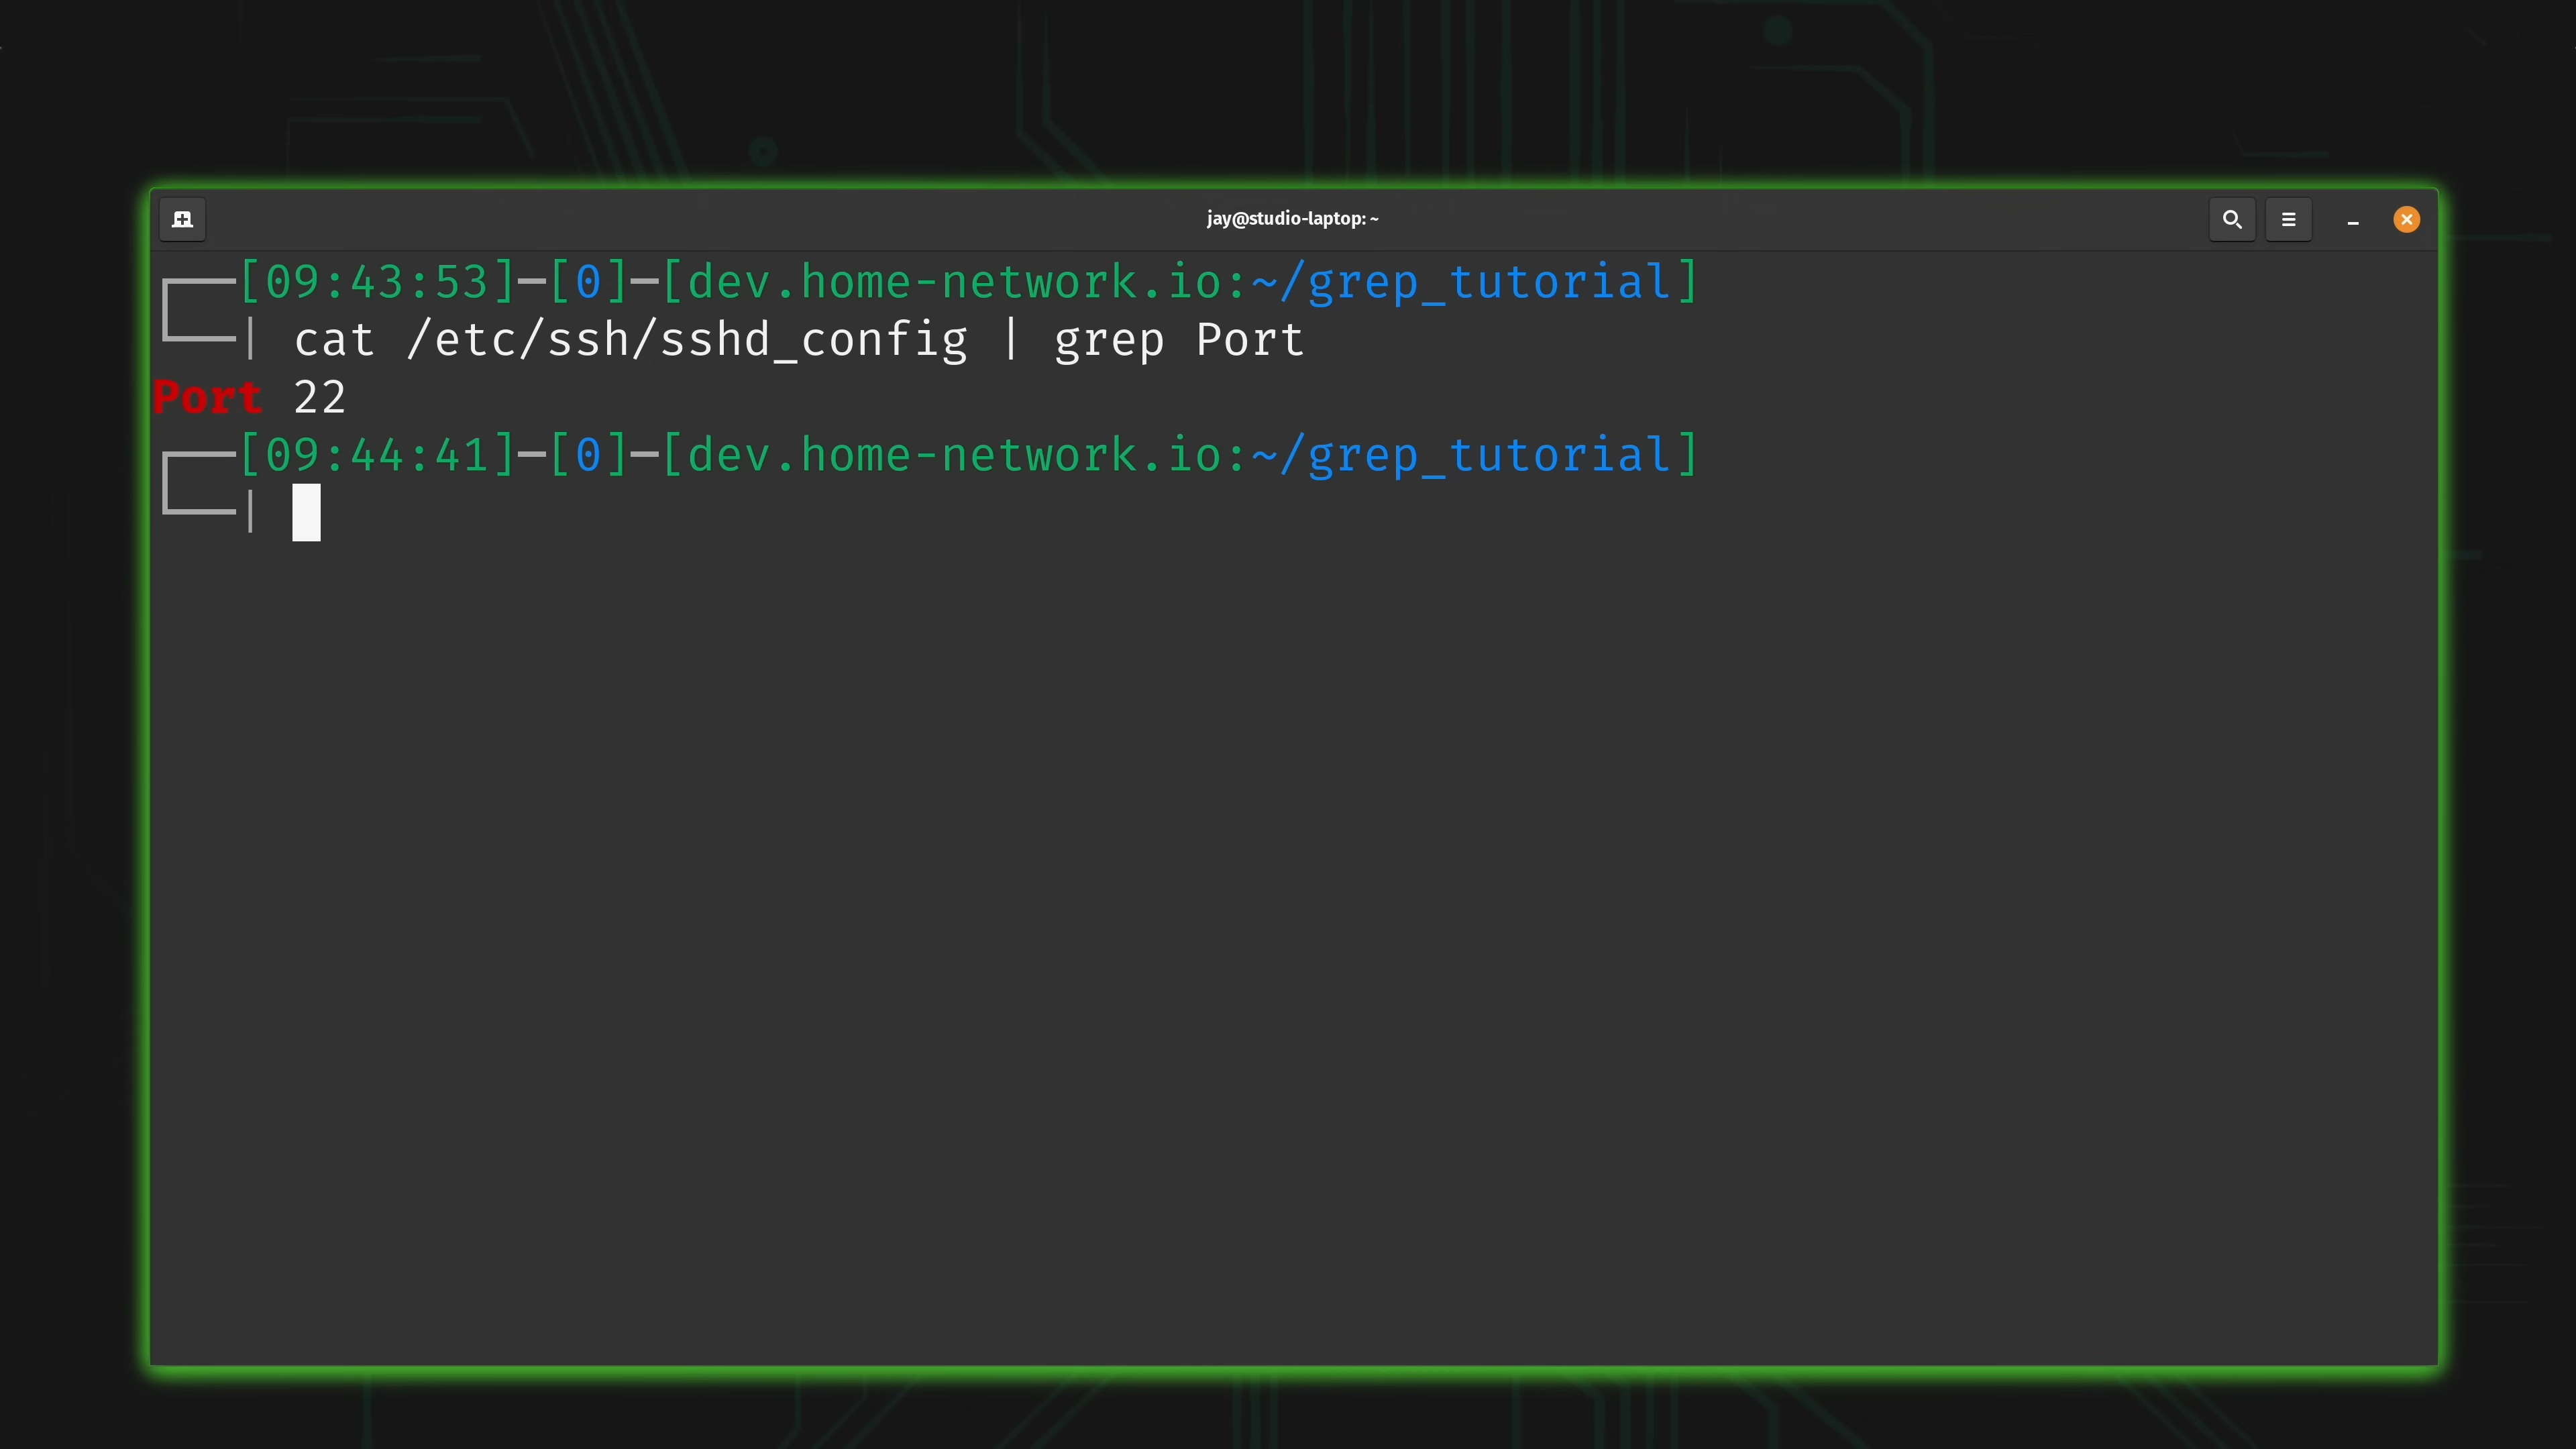 jay@studio-laptop: ~
┌──[09:43:53]─[0]─[dev.home-network.io:~/grep_tutorial]
└──| cat /etc/ssh/sshd_config | grep Port
Port 22
┌──[09:44:41]─[0]─[dev.home-network.io:~/grep_tutorial]
└──|